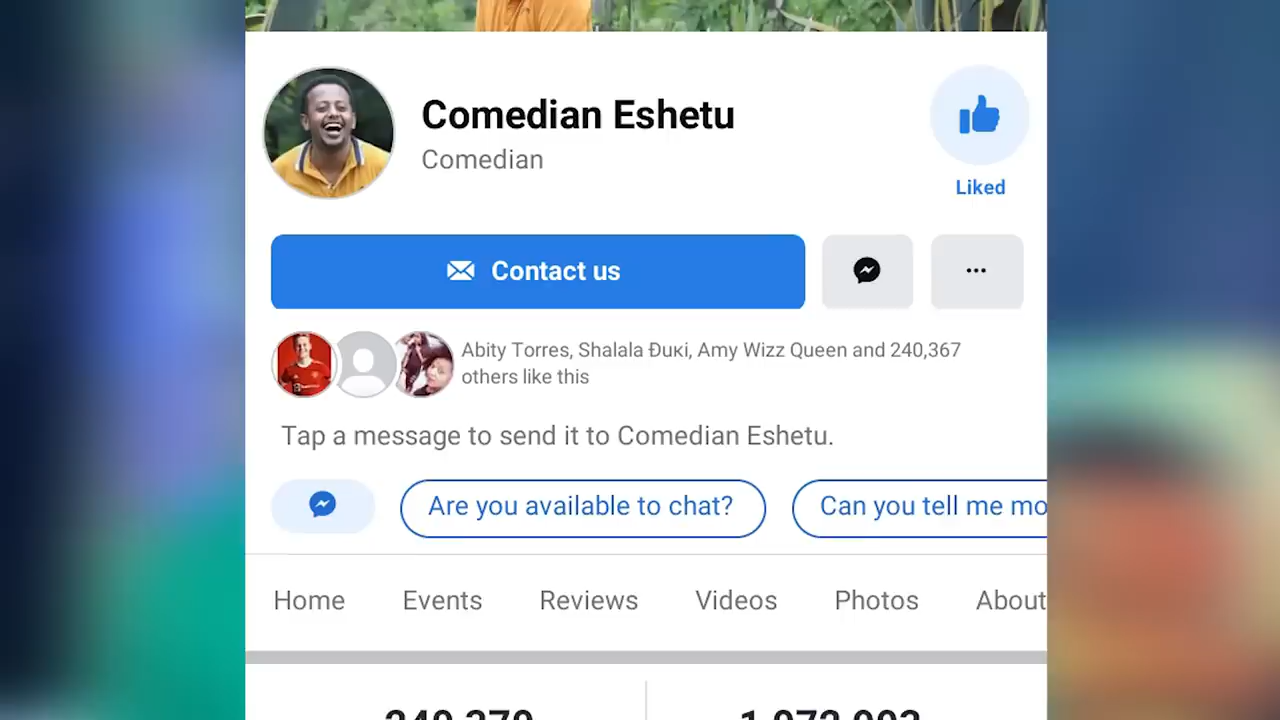 Comedian Eshetu
Comedian
Liked
Contact us
Abity Torres, Shalala Đuкi, Amy Wizz Queen and 240,367
others like this
Tap a message to send it to Comedian Eshetu.
Are you available to chat?
Can you tell me mo
Home Events Reviews Videos Photos About